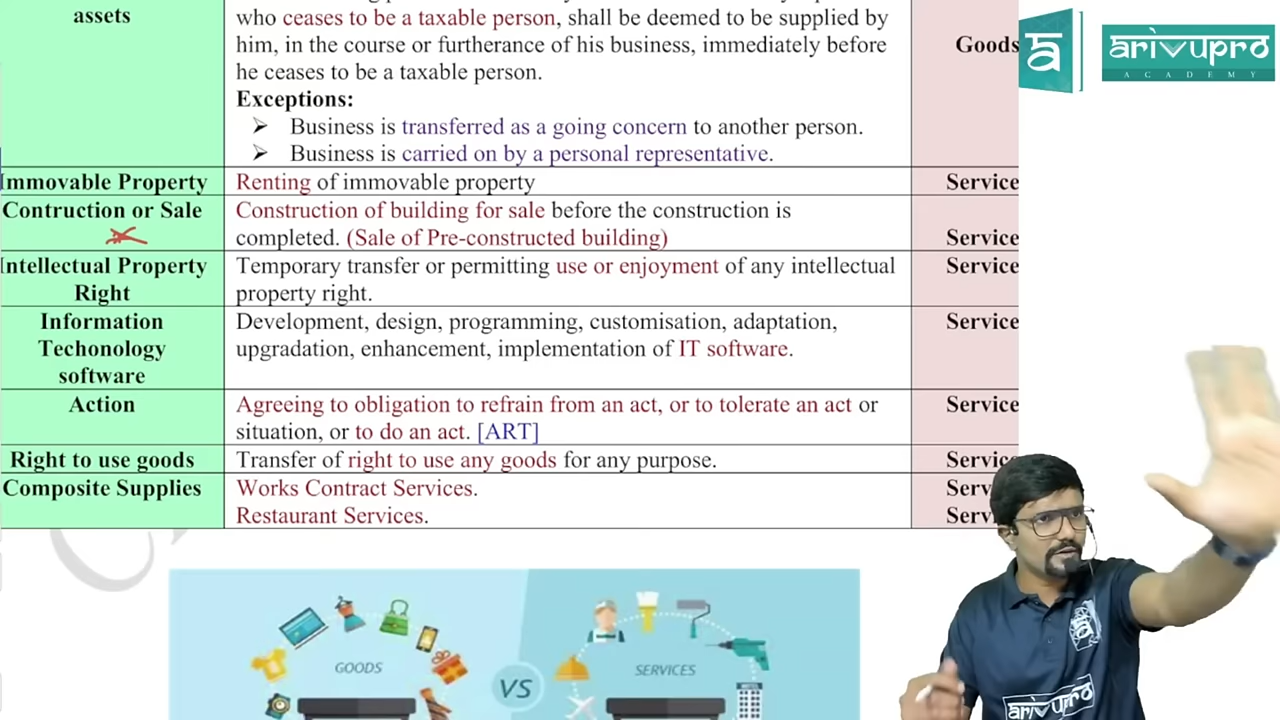 assets
who ceases to be a taxable person, shall be deemed to be supplied by
him, in the course or furtherance of his business, immediately before
he ceases to be a taxable person.
Goods
Exceptions:
➤ Business is transferred as a going concern to another person.
➤ Business is carried on by a personal representative.
Immovable Property
Renting of immovable property
Service
Contruction or Sale
Construction of building for sale before the construction is
completed. (Sale of Pre-constructed building)
Service
Intellectual Property
Right
Temporary transfer or permitting use or enjoyment of any intellectual
property right.
Service
Information
Techonology
software
Development, design, programming, customisation, adaptation,
upgradation, enhancement, implementation of IT software.
Service
Action
Agreeing to obligation to refrain from an act, or to tolerate an act or
situation, or to do an act. [ART]
Service
Right to use goods
Transfer of right to use any goods for any purpose.
Service
Composite Supplies
Works Contract Services.
Restaurant Services.
GOODS
VS
SERVICES
arivupro
ACADEMY
arivupro